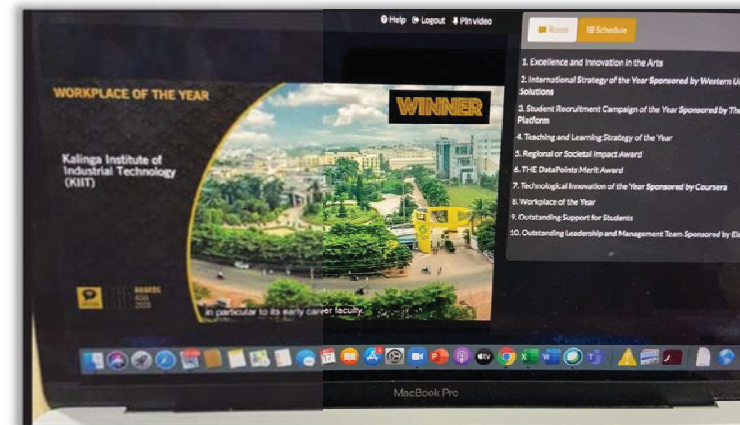 Help Logout Pin video
Room Schedule
WORKPLACE OF THE YEAR
WINNER
Kalinga Institute of
Industrial Technology
(KIIT)
AWARDS
ASIA
2020
in particular to its early career faculty.
1. Excellence and Innovation in the Arts
2. International Strategy of the Year Sponsored by Western
Solutions
3. Student Recruitment Campaign of the Year Sponsored by
Platform
4. Teaching and Learning Strategy of the Year
5. Regional or Societal Impact Award
6. THE DataPoints Merit Award
7. Technological Innovation of the Year Sponsored by Coursera
8. Workplace of the Year
9. Outstanding Support for Students
10. Outstanding Leadership and Management Team Sponsored by
tv
MacBook Pro